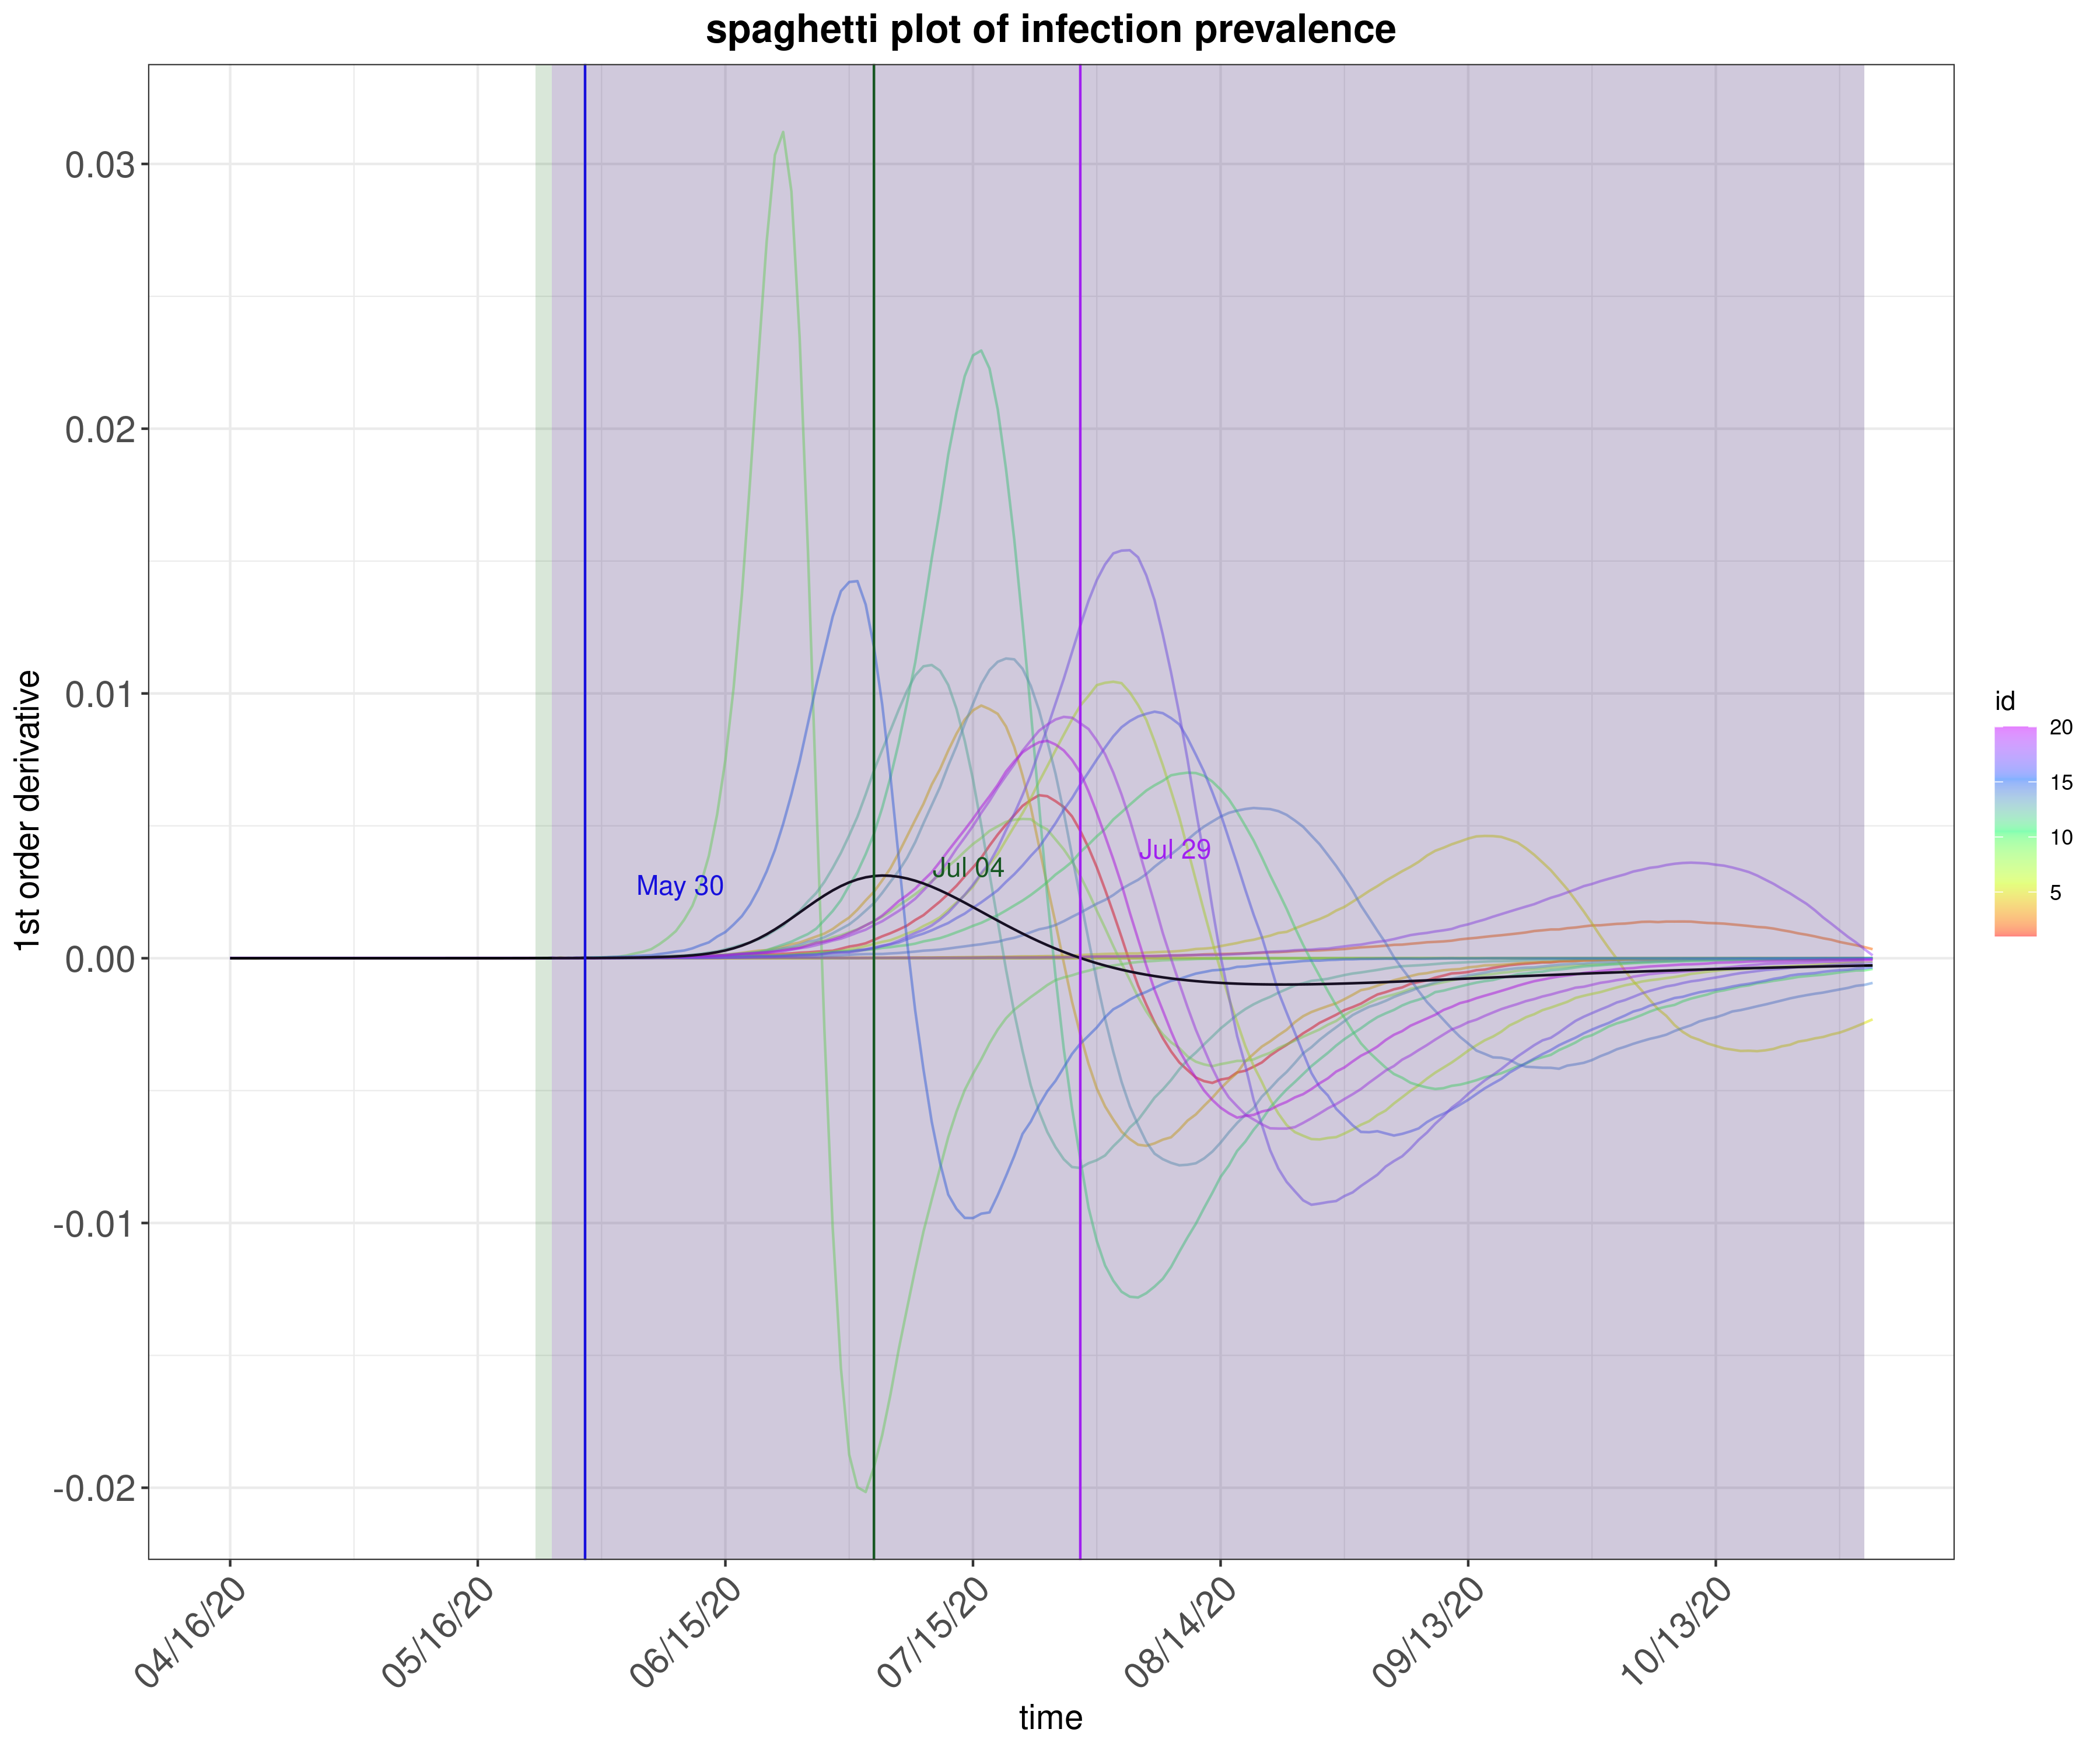 spaghetti plot of infection prevalence
1st order derivative
0.03
0.02
0.01
0.00
-0.01
-0.02
May 30
Jul 04
Jul 29
id
20
15
10
5
04/16/20
05/16/20
06/15/20
07/15/20
08/14/20
09/13/20
10/13/20
time